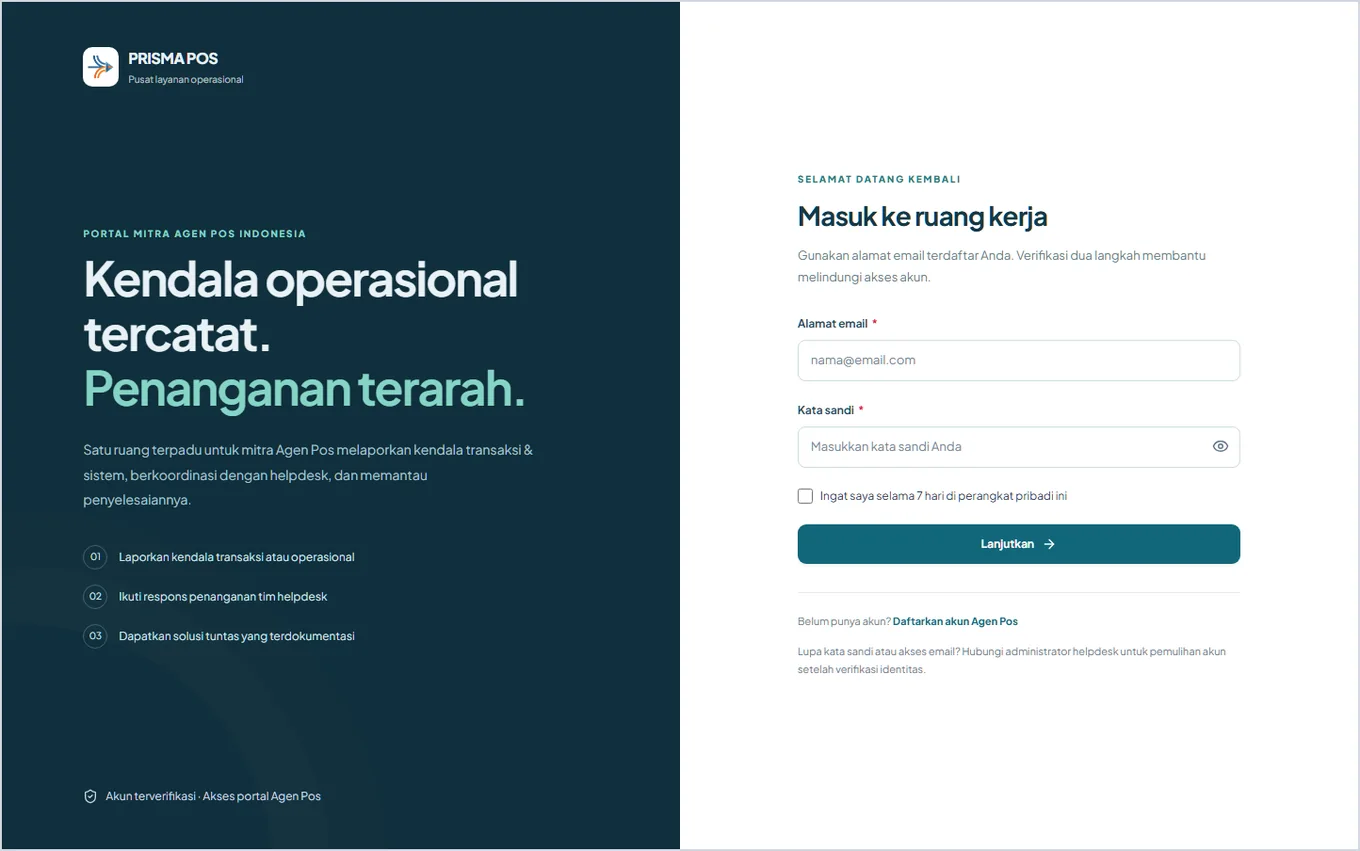 PRISMA POS
Pusat layanan operasional
PORTAL MITRA AGEN POS INDONESIA
Kendala operasional
tercatat.
Penanganan terarah.
Satu ruang terpadu untuk mitra Agen Pos melaporkan kendala transaksi &
sistem, berkoordinasi dengan helpdesk, dan memantau
penyelesaiannya.
01 Laporkan kendala transaksi atau operasional
02 Ikuti respons penanganan tim helpdesk
03 Dapatkan solusi tuntas yang terdokumentasi
Akun terverifikasi · Akses portal Agen Pos
SELAMAT DATANG KEMBALI
Masuk ke ruang kerja
Gunakan alamat email terdaftar Anda. Verifikasi dua langkah membantu
melindungi akses akun.
Alamat email *
nama@email.com
Kata sandi *
Masukkan kata sandi Anda
Ingat saya selama 7 hari di perangkat pribadi ini
Lanjutkan →
Belum punya akun? Daftarkan akun Agen Pos
Lupa kata sandi atau akses email? Hubungi administrator helpdesk untuk pemulihan akun
setelah verifikasi identitas.